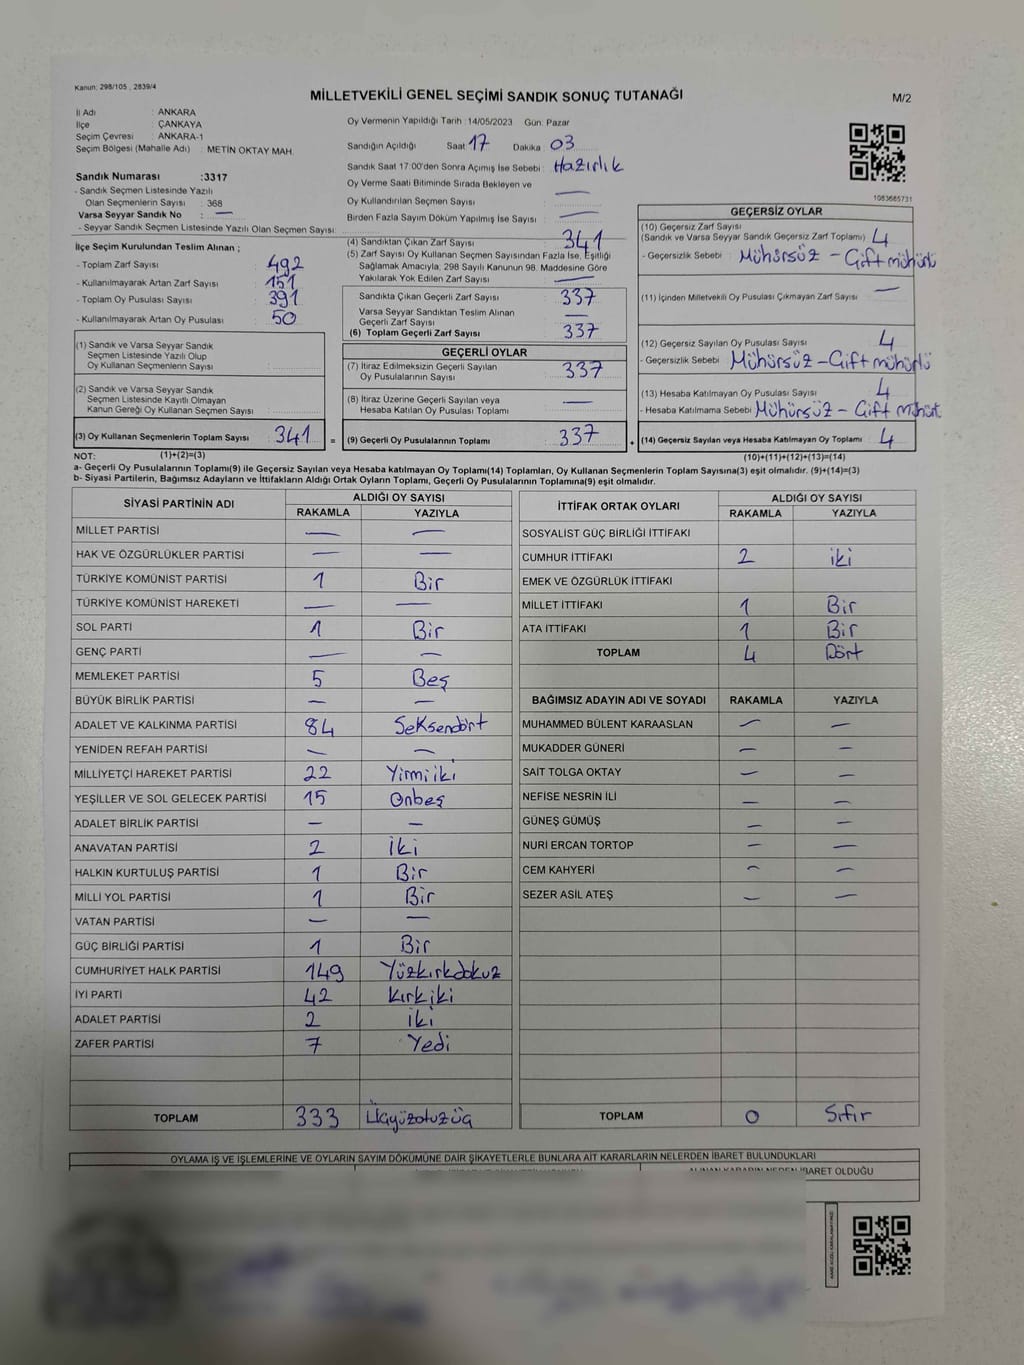 Kanun: 298/105 , 2839/4
MİLLETVEKİLİ GENEL SEÇİMİ SANDIK SONUÇ TUTANAĞI
M/2
İl Adı : ANKARA
İlçe : ÇANKAYA
Seçim Çevresi : ANKARA-1
Seçim Bölgesi (Mahalle Adı) : METİN OKTAY MAH.
Sandık Numarası :3317
- Sandık Seçmen Listesinde Yazılı
Olan Seçmenlerin Sayısı : 368
Varsa Seyyar Sandık No : —
- Seyyar Sandık Seçmen Listesinde Yazılı Olan Seçmen Sayısı:
İlçe Seçim Kurulundan Teslim Alınan ;
- Toplam Zarf Sayısı : 492
- Kullanılmayarak Artan Zarf Sayısı : 151
- Toplam Oy Pusulası Sayısı : 391
- Kullanılmayarak Artan Oy Pusulası : 50
(1) Sandık ve Varsa Seyyar Sandık
Seçmen Listesinde Yazılı Olup
Oy Kullanan Seçmenlerin Sayısı :
(2) Sandık ve Varsa Seyyar Sandık
Seçmen Listesinde Kayıtlı Olmayan
Kanun Gereği Oy Kullanan Seçmen Sayısı :
(3) Oy Kullanan Seçmenlerin Toplam Sayısı : 341 =
Oy Vermenin Yapıldığı Tarih :14/05/2023 Gün: Pazar
Sandığın Açıldığı Saat 17 Dakika : 03
Sandık Saat 17:00'den Sonra Açımış İse Sebebi : Hazırlık
Oy Verme Saati Bitiminde Sırada Bekleyen ve
Oy Kullandırılan Seçmen Sayısı : —
Birden Fazla Sayım Döküm Yapılmış İse Sayısı : —
(4) Sandıktan Çıkan Zarf Sayısı : 341
(5) Zarf Sayısı Oy Kullanan Seçmen Sayısından Fazla İse, Eşitliği
Sağlamak Amacıyla, 298 Sayılı Kanunun 98. Maddesine Göre
Yakılarak Yok Edilen Zarf Sayısı : —
Sandıkta Çıkan Geçerli Zarf Sayısı : 337
Varsa Seyyar Sandıktan Teslim Alınan
Geçerli Zarf Sayısı : —
(6) Toplam Geçerli Zarf Sayısı : 337
GEÇERLİ OYLAR
(7) İtiraz Edilmeksizin Geçerli Sayılan
Oy Pusulalarının Sayısı : 337
(8) İtiraz Üzerine Geçerli Sayılan veya
Hesaba Katılan Oy Pusulası Toplamı : —
(9) Geçerli Oy Pusulalarının Toplamı : 337 +
1083685731
GEÇERSİZ OYLAR
(10) Geçersiz Zarf Sayısı
(Sandık ve Varsa Seyyar Sandık Geçersiz Zarf Toplamı) : 4
- Geçersizlik Sebebi : Mühürsüz - Çift mühürlü
(11) İçinden Milletvekili Oy Pusulası Çıkmayan Zarf Sayısı : —
(12) Geçersiz Sayılan Oy Pusulası Sayısı : 4
- Geçersizlik Sebebi : Mühürsüz - Çift mühürlü
(13) Hesaba Katılmayan Oy Pusulası Sayısı : 4
- Hesaba Katılmama Sebebi : Mühürsüz - Çift
(14) Geçersiz Sayılan veya Hesaba Katılmayan Oy Toplamı : 4
NOT: (1)+(2)=(3)
(10)+(11)+(12)+(13)=(14)
a- Geçerli Oy Pusulalarının Toplamı(9) ile Geçersiz Sayılan veya Hesaba katılmayan Oy Toplamı(14) Toplamları, Oy Kullanan Seçmenlerin Toplam Sayısına(3) eşit olmalıdır. (9)+(14)=(3)
b- Siyasi Partilerin, Bağımsız Adayların ve İttifakların Aldığı Ortak Oyların Toplamı, Geçerli Oy Pusulalarının Toplamına(9) eşit olmalıdır.
SİYASİ PARTİNİN ADI ALDIĞI OY SAYISI
RAKAMLA YAZIYLA
MİLLET PARTİSİ — —
HAK VE ÖZGÜRLÜKLER PARTİSİ — —
TÜRKİYE KOMÜNİST PARTİSİ 1 Bir
TÜRKİYE KOMÜNİST HAREKETİ — —
SOL PARTİ 1 Bir
GENÇ PARTİ — —
MEMLEKET PARTİSİ 5 Beş
BÜYÜK BİRLİK PARTİSİ — —
ADALET VE KALKINMA PARTİSİ 84 Seksendört
YENİDEN REFAH PARTİSİ — —
MİLLİYETÇİ HAREKET PARTİSİ 22 Yirmiiki
YEŞİLLER VE SOL GELECEK PARTİSİ 15 Onbeş
ADALET BİRLİK PARTİSİ — —
ANAVATAN PARTİSİ 2 iki
HALKIN KURTULUŞ PARTİSİ 1 Bir
MİLLİ YOL PARTİSİ 1 Bir
VATAN PARTİSİ — —
GÜÇ BİRLİĞİ PARTİSİ 1 Bir
CUMHURİYET HALK PARTİSİ 149 Yüzkırkdokuz
İYİ PARTİ 42 Kırkiki
ADALET PARTİSİ 2 iki
ZAFER PARTİSİ 7 Yedi
TOPLAM 333 Üçyüzotuzüç
İTTİFAK ORTAK OYLARI ALDIĞI OY SAYISI
RAKAMLA YAZIYLA
SOSYALİST GÜÇ BİRLİĞİ İTTİFAKI
CUMHUR İTTİFAKI 2 iki
EMEK VE ÖZGÜRLÜK İTTİFAKI
MİLLET İTTİFAKI 1 Bir
ATA İTTİFAKI 1 Bir
TOPLAM 4 Dört
BAĞIMSIZ ADAYIN ADI VE SOYADI RAKAMLA YAZIYLA
MUHAMMED BÜLENT KARAASLAN — —
MUKADDER GÜNERİ — —
SAİT TOLGA OKTAY — —
NEFİSE NESRİN İLİ — —
GÜNEŞ GÜMÜŞ — —
NURİ ERCAN TORTOP — —
CEM KAHYERİ — —
SEZER ASİL ATEŞ — —
TOPLAM 0 Sıfır
OYLAMA İŞ VE İŞLEMLERİNE VE OYLARIN SAYIM DÖKÜMÜNE DAİR ŞİKAYETLERLE BUNLARA AİT KARARLARIN NELERDEN İBARET BULUNDUKLARI
ALINAN KARARIN NEDEN İBARET OLDUĞU